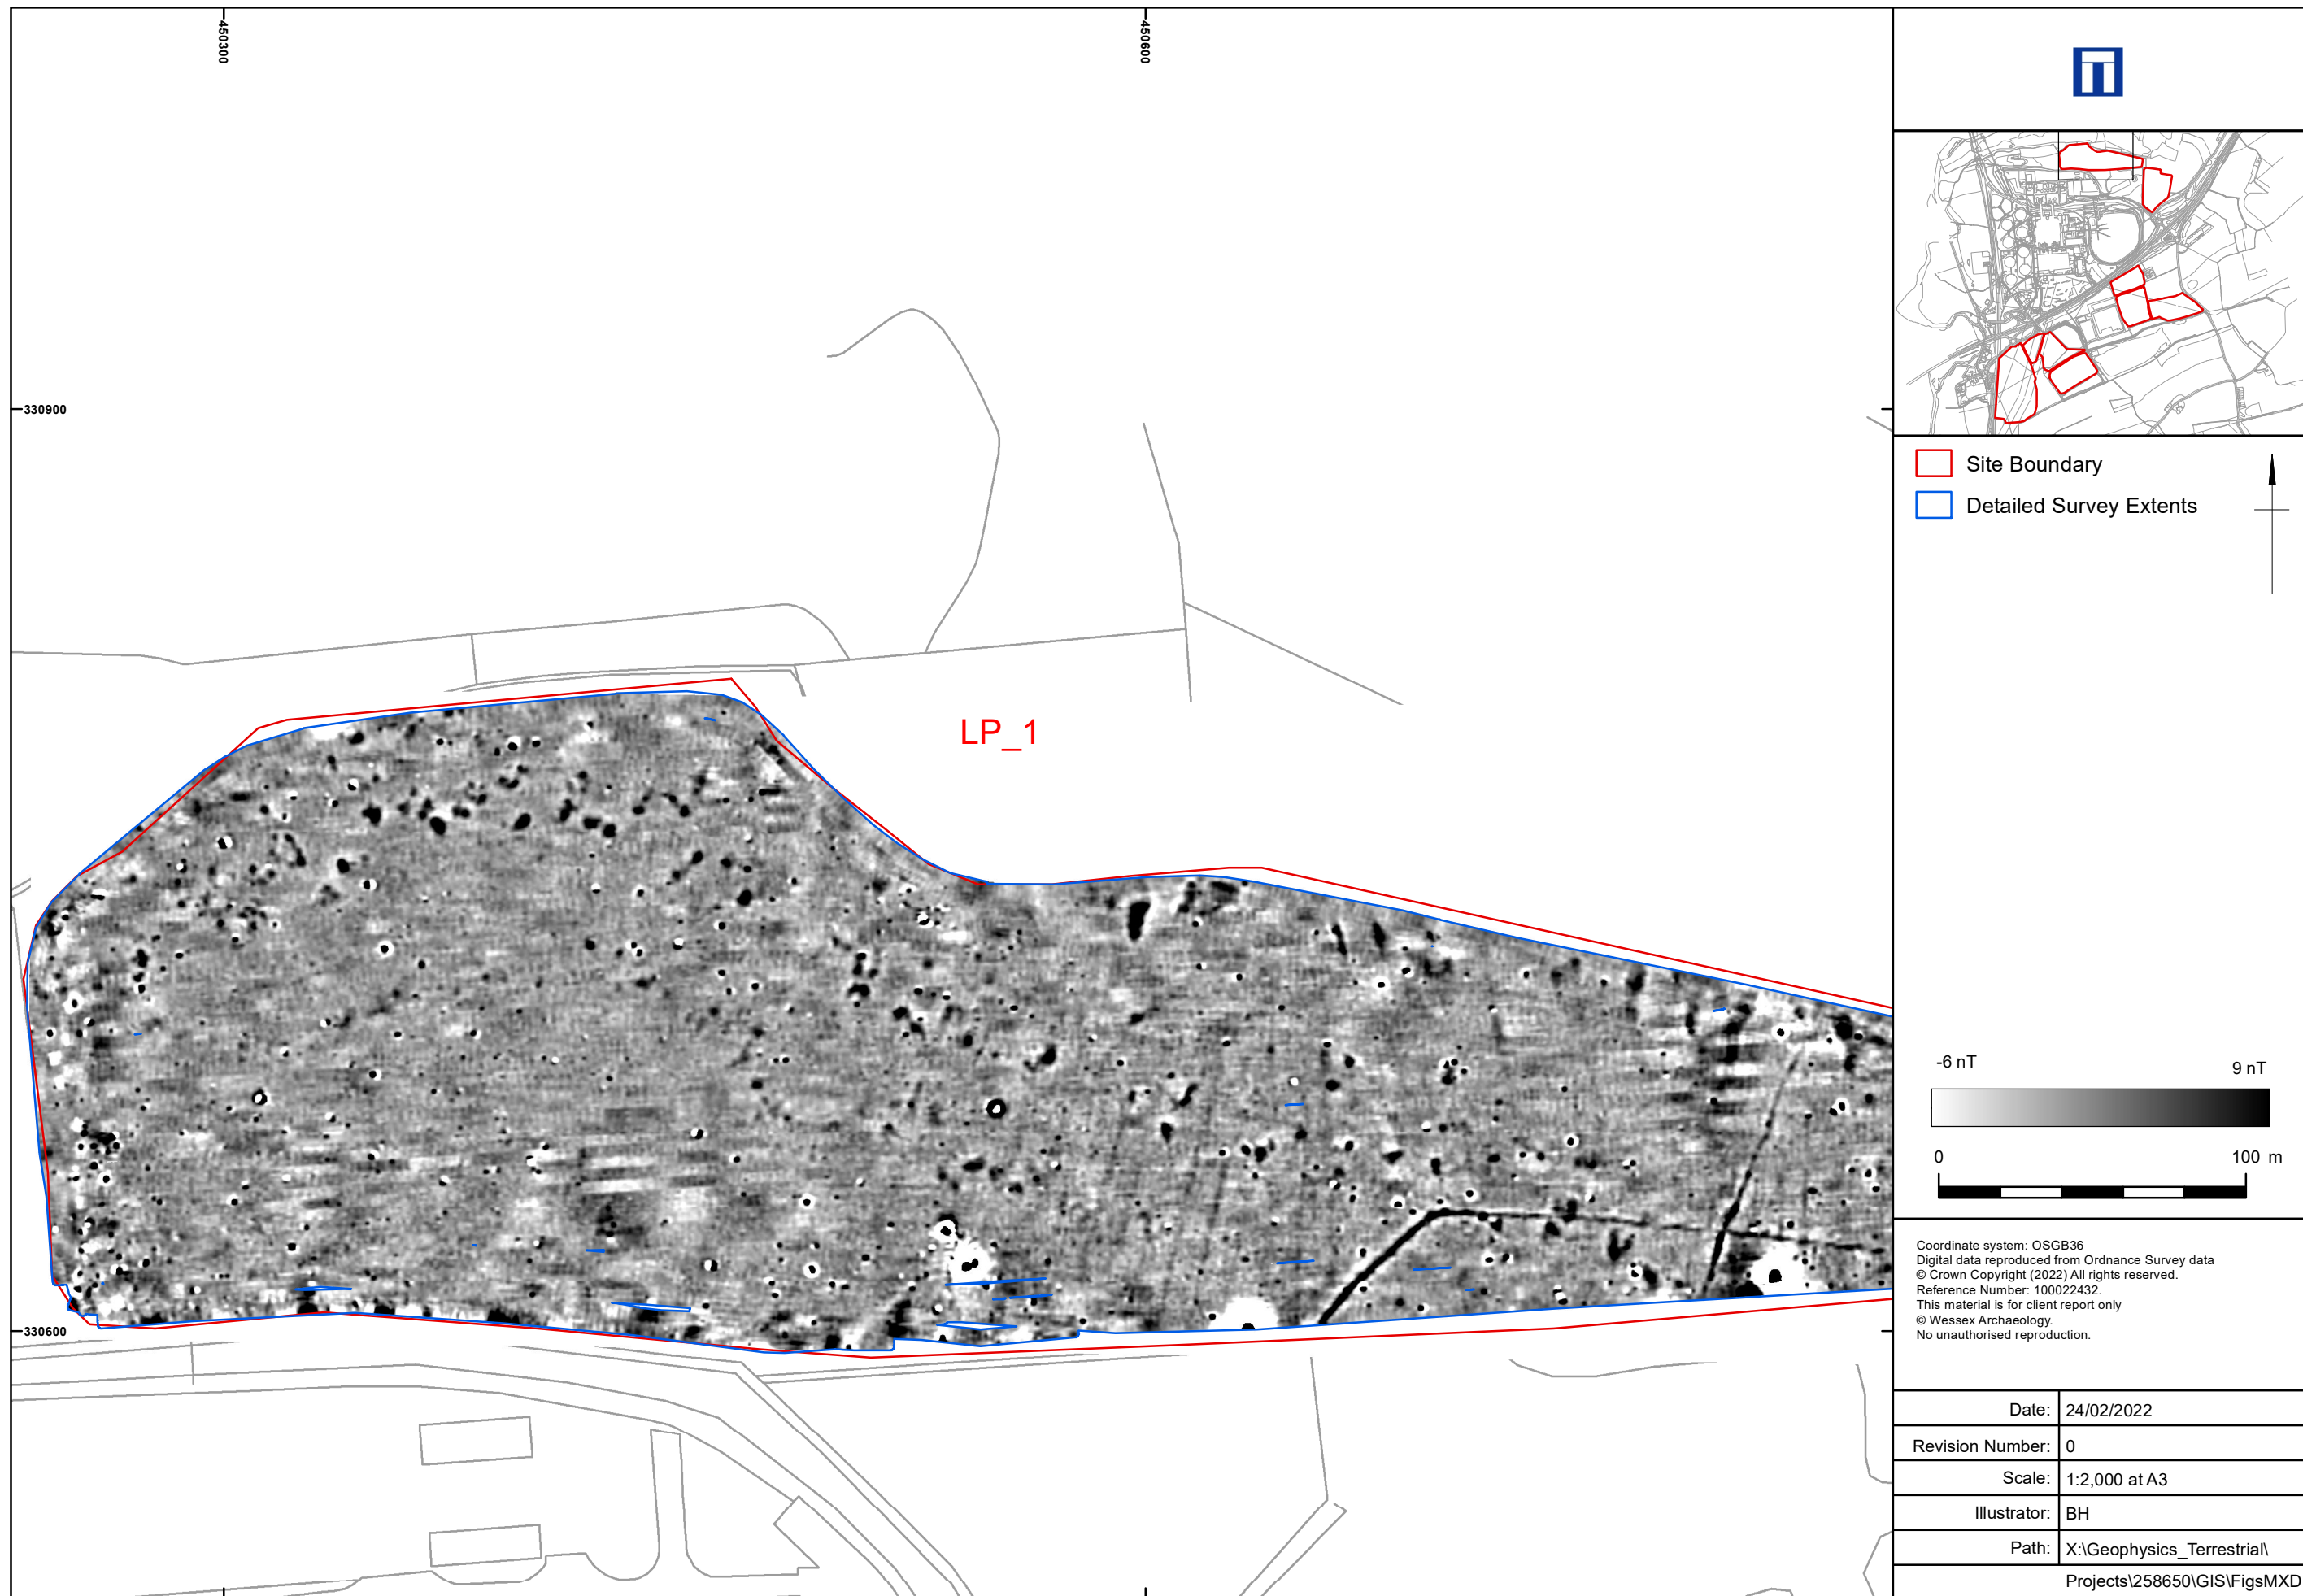 450300
450600
330900
330600
LP_1
Site Boundary
Detailed Survey Extents
-6 nT
9 nT
0
100 m
Coordinate system: OSGB36
Digital data reproduced from Ordnance Survey data
© Crown Copyright (2022) All rights reserved.
Reference Number: 100022432.
This material is for client report only
© Wessex Archaeology.
No unauthorised reproduction.
Date: 24/02/2022
Revision Number: 0
Scale: 1:2,000 at A3
Illustrator: BH
Path: X:\Geophysics_Terrestrial\
Projects\258650\GIS\FigsMXD